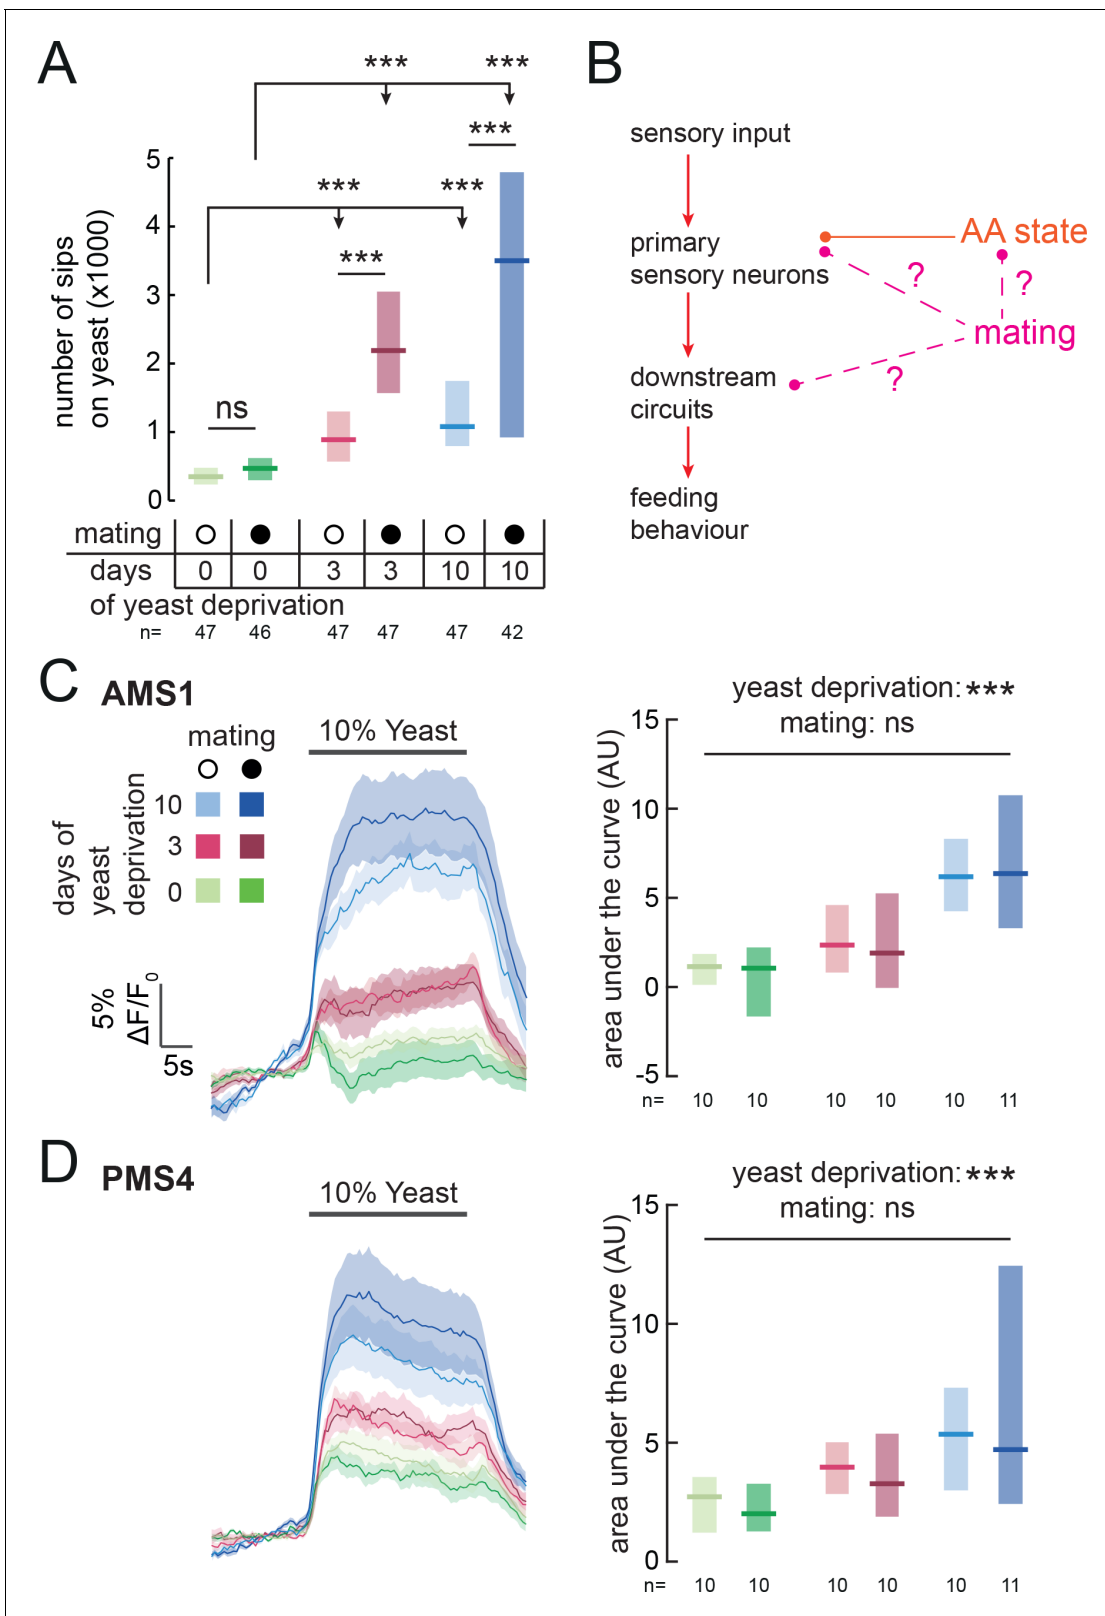 A
*** ***
***
5
*** ***
4
***
3
2
ns
1
0
number of sips
on yeast (x1000)
mating
days 0 0 3 3 10 10
of yeast deprivation
n= 47 46 47 47 47 42
B
sensory input
primary
sensory neurons
AA state
?
?
mating
downstream
circuits
?
feeding
behaviour
C AMS1
mating
10
3
0
days of
yeast
deprivation
10% Yeast
5%
ΔF/F0
5s
yeast deprivation: ***
mating: ns
15
10
5
0
-5
area under the curve (AU)
n= 10 10 10 10 10 11
D PMS4
10% Yeast
yeast deprivation: ***
mating: ns
15
10
5
0
area under the curve (AU)
n= 10 10 10 10 10 11